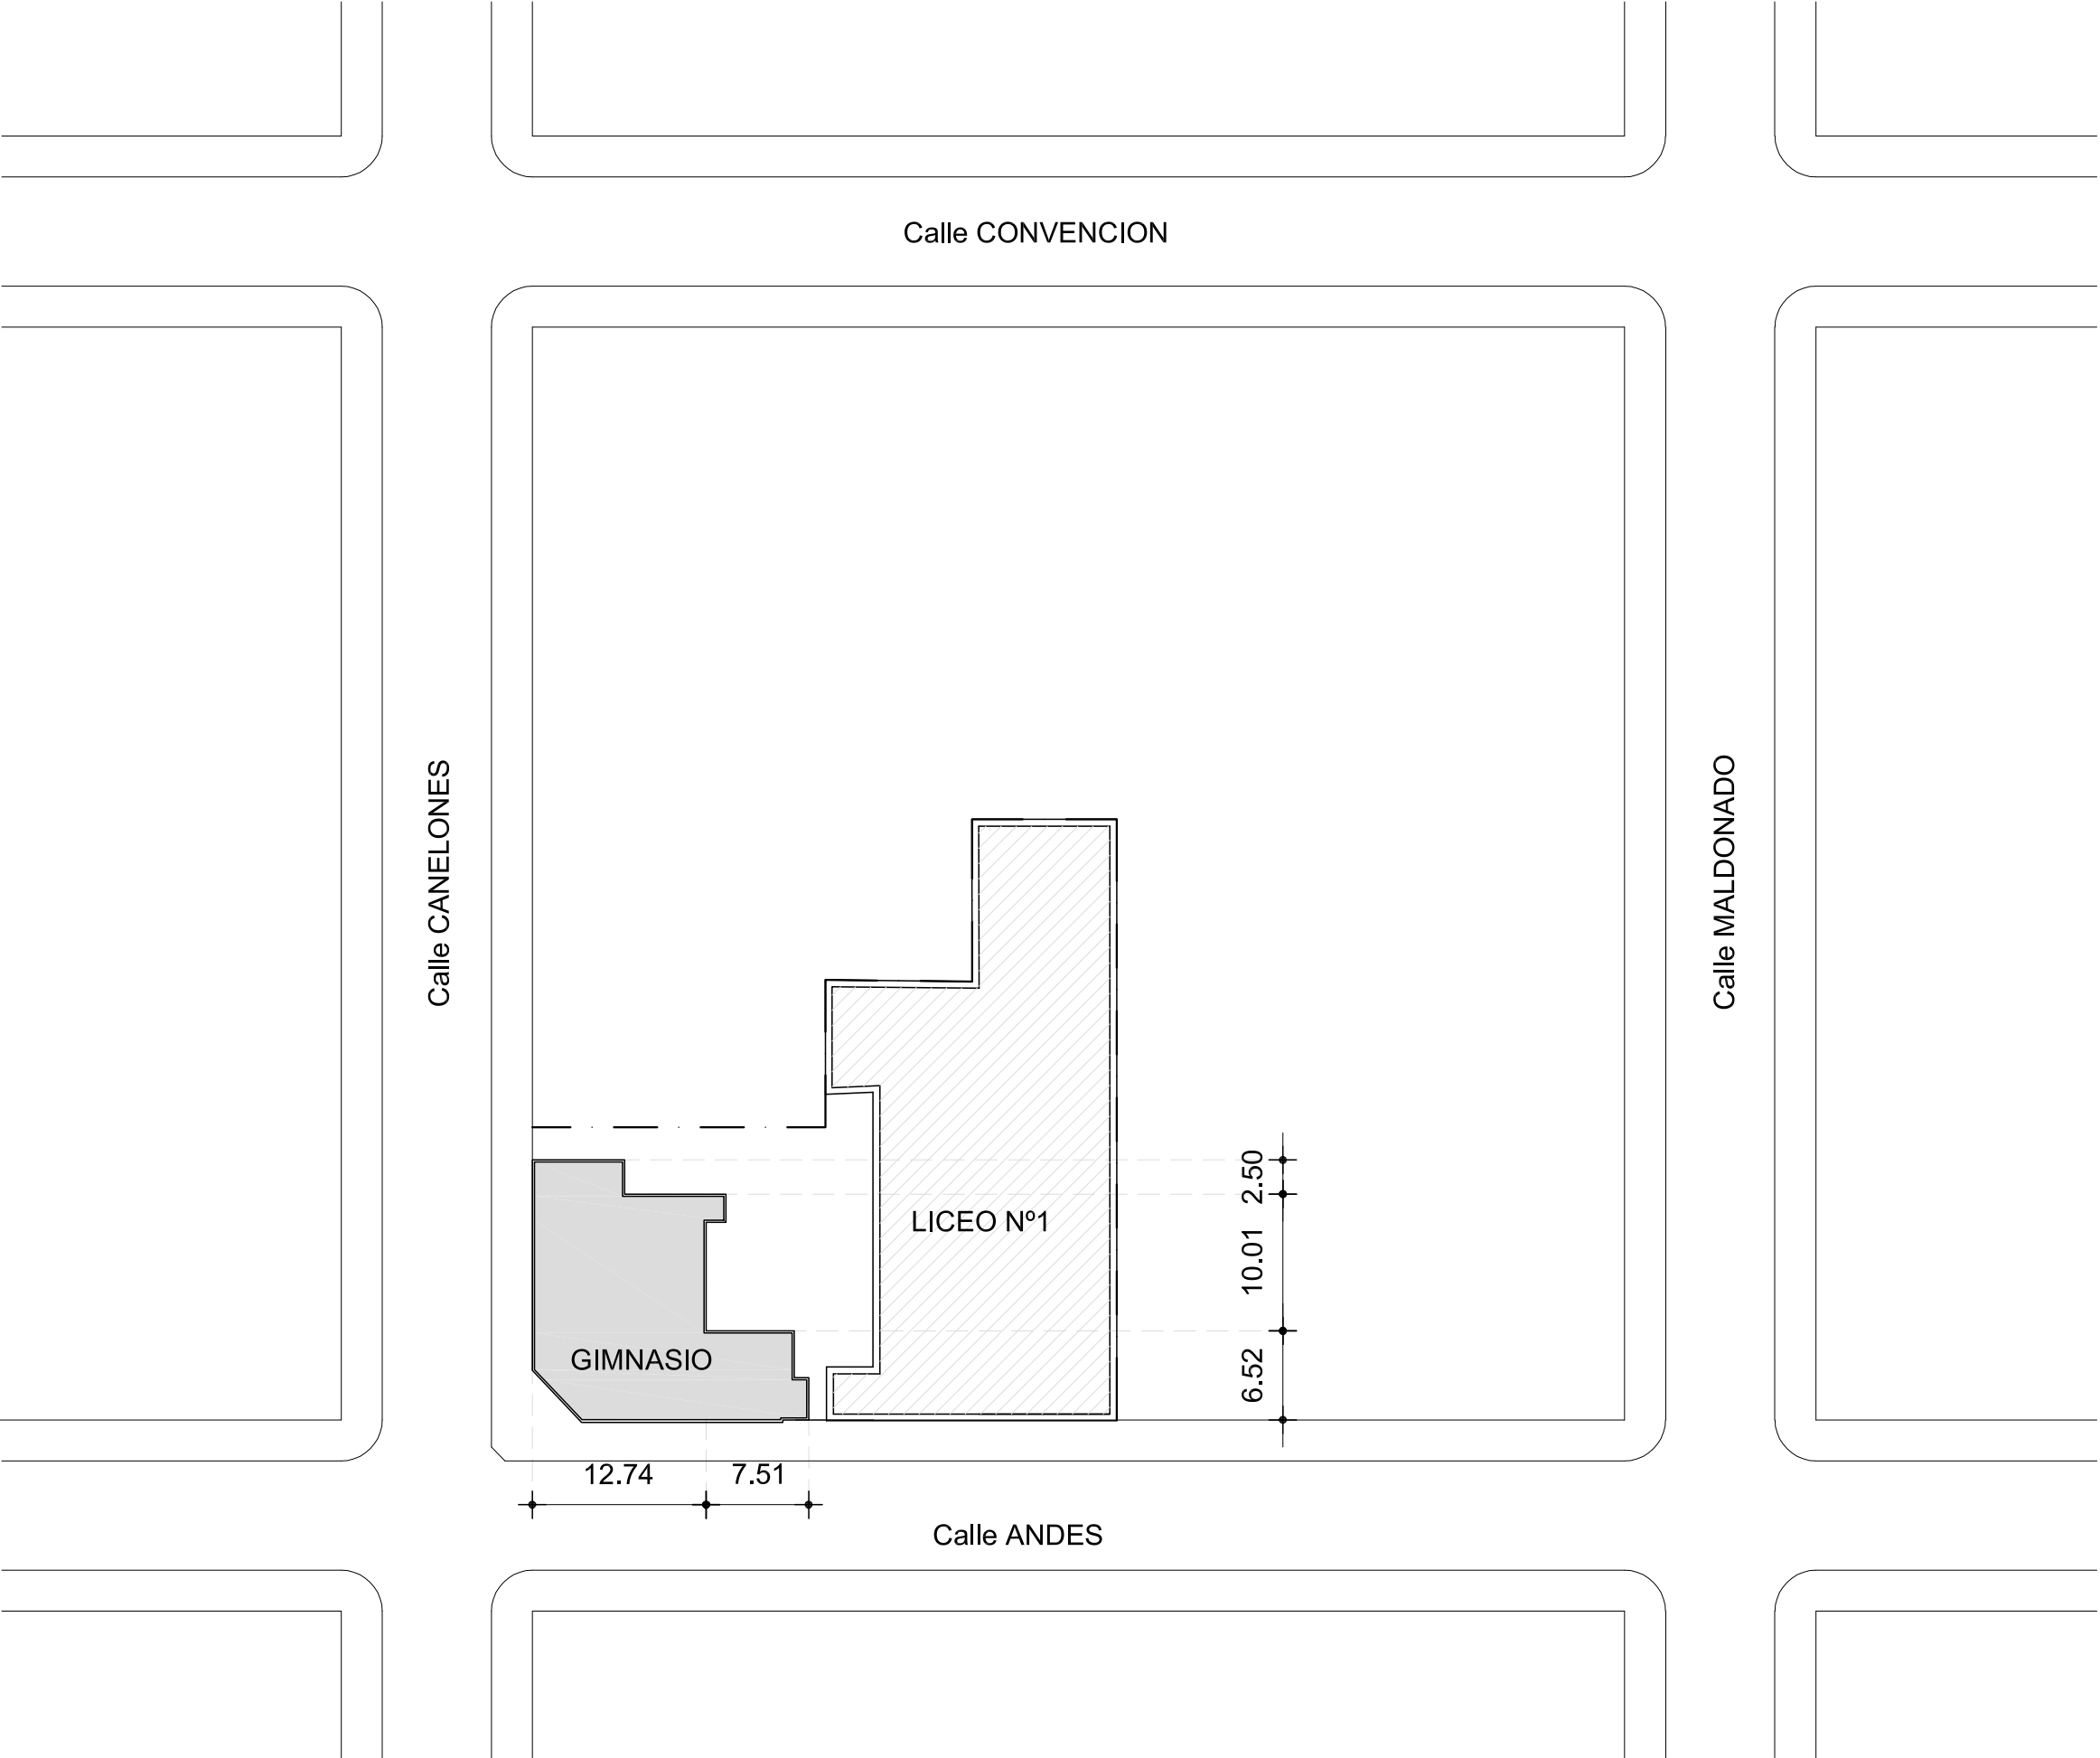 Calle CONVENCION
Calle CANELONES
Calle MALDONADO
2.50
LICEO Nº1
10.01
GIMNASIO
6.52
12.74
7.51
Calle ANDES